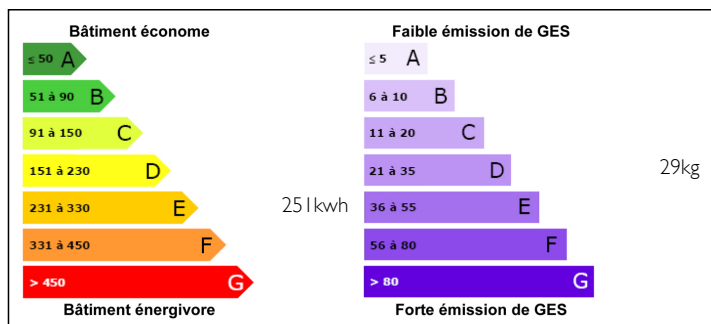 Bâtiment économe
≤ 50 A
51 à 90 B
91 à 150 C
151 à 230 D
231 à 330 E
251kwh
331 à 450 F
> 450 G
Bâtiment énergivore
Faible émission de GES
≤ 5 A
6 à 10 B
11 à 20 C
21 à 35 D
29kg
36 à 55 E
56 à 80 F
> 80 G
Forte émission de GES